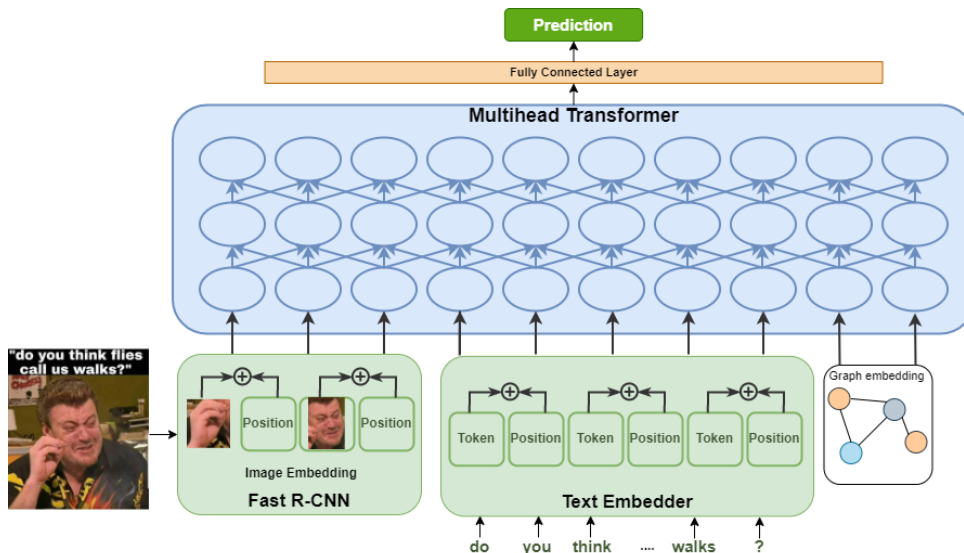 Prediction
Fully Connected Layer
Multihead Transformer
"do you think flies
call us walks?"
Position
Position
Image Embedding
Fast R-CNN
Token
Position
Token
Position
Token
Position
Text Embedder
Graph embedding
do you think .... walks ?